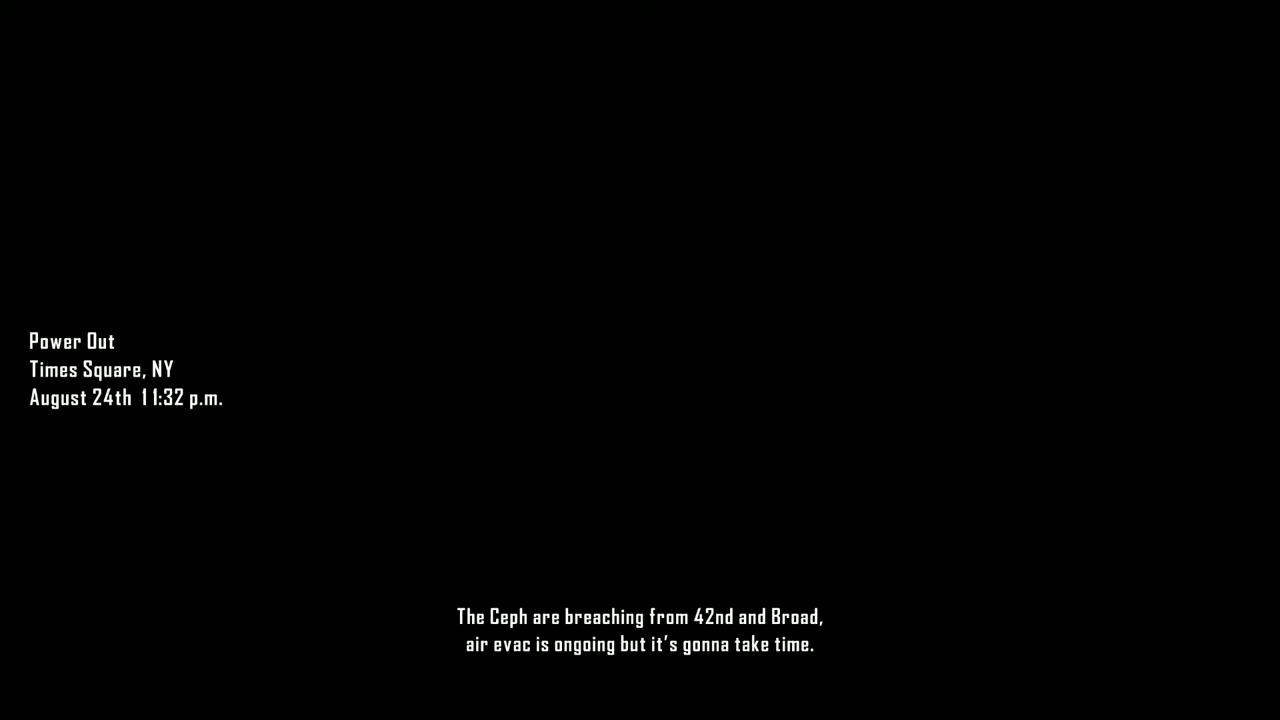 Power Out
Times Square, NY
August 24th 11:32 p.m.
The Ceph are breaching from 42nd and Broad,
air evac is ongoing but it's gonna take time.